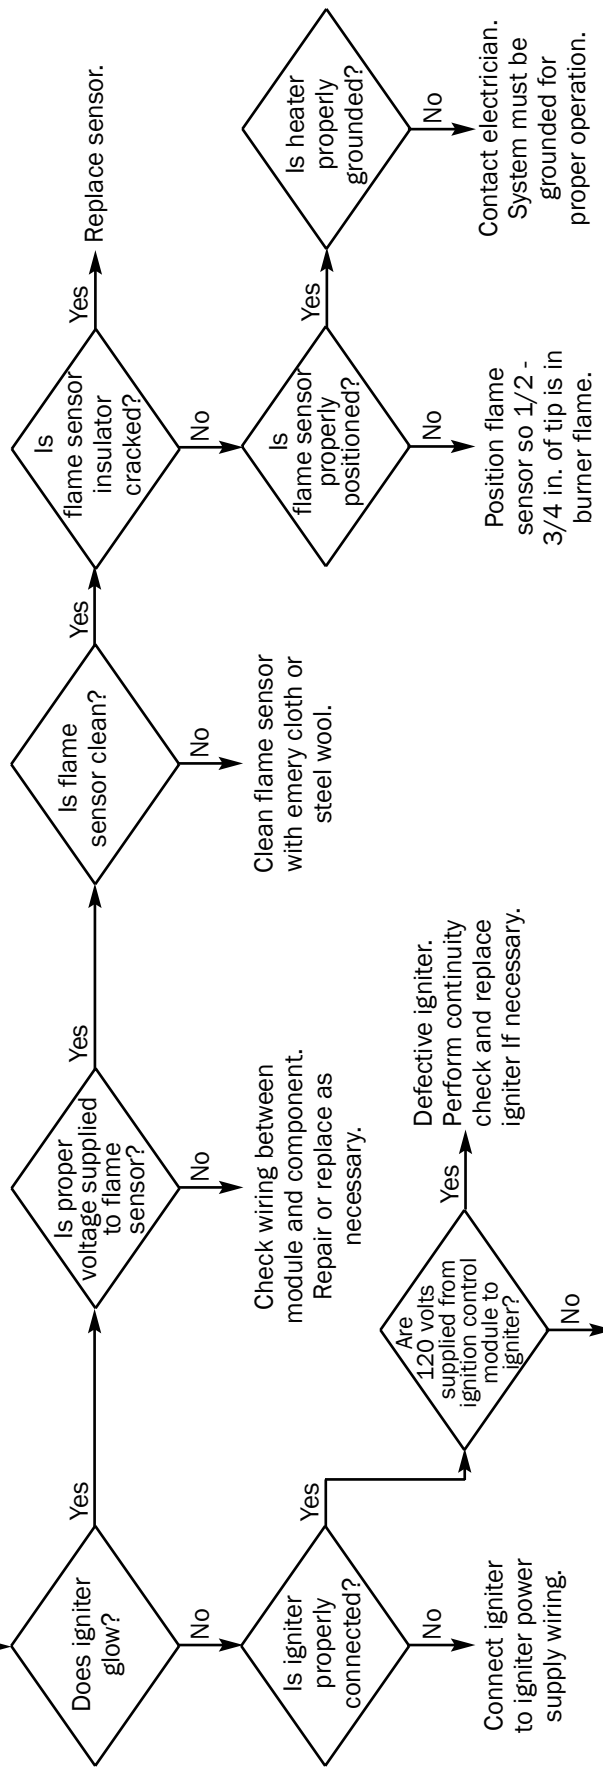 Does igniter
glow?
Yes
No
Is proper
voltage supplied
to flame
sensor?
Yes
No
Check wiring between
module and component.
Repair or replace as
necessary.
Is flame
sensor clean?
Yes
No
Clean flame sensor
with emery cloth or
steel wool.
Is
flame sensor
insulator
cracked?
Yes
Replace sensor.
No
Is igniter
properly
connected?
Yes
No
Connect igniter
to igniter power
supply wiring.
Are
120 volts
supplied from
ignition control
module to
igniter?
Yes
Defective igniter.
Perform continuity
check and replace
igniter If necessary.
No
Is
flame sensor
properly
positioned?
Yes
No
Position flame
sensor so 1/2 -
3/4 in. of tip is in
burner flame.
Is heater
properly
grounded?
No
Contact electrician.
System must be
grounded for
proper operation.